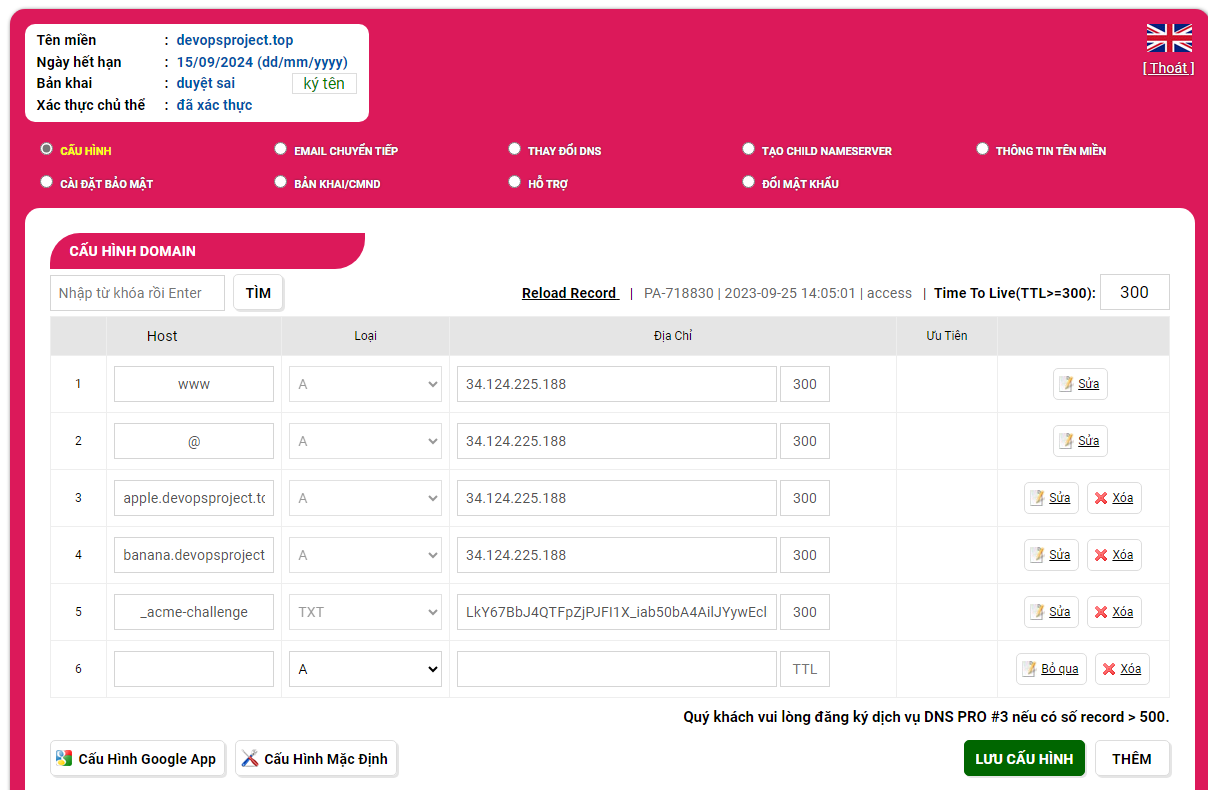 Tên miền : devopsproject.top
Ngày hết hạn : 15/09/2024 (dd/mm/yyyy)
Bản khai : duyệt sai ký tên
Xác thực chủ thể : đã xác thực
[ Thoát ]
CẤU HÌNH EMAIL CHUYỂN TIẾP THAY ĐỔI DNS TẠO CHILD NAMESERVER THÔNG TIN TÊN MIỀN
CÀI ĐẶT BẢO MẬT BẢN KHAI/CMND HỖ TRỢ ĐỔI MẬT KHẨU
CẤU HÌNH DOMAIN
Nhập từ khóa rồi Enter TÌM Reload Record | PA-718830 | 2023-09-25 14:05:01 | access | Time To Live(TTL>=300): 300
Host Loại Địa Chỉ Ưu Tiên
1 www A 34.124.225.188 300 Sửa
2 @ A 34.124.225.188 300 Sửa
3 apple.devopsproject.to A 34.124.225.188 300 Sửa Xóa
4 banana.devopsproject A 34.124.225.188 300 Sửa Xóa
5 _acme-challenge TXT LkY67BbJ4QTFpZjPJFI1X_iab50bA4AilJYywEcl 300 Sửa Xóa
6 A TTL Bỏ qua Xóa
Quý khách vui lòng đăng ký dịch vụ DNS PRO #3 nếu có số record > 500.
Cấu Hình Google App Cấu Hình Mặc Định LƯU CẤU HÌNH THÊM